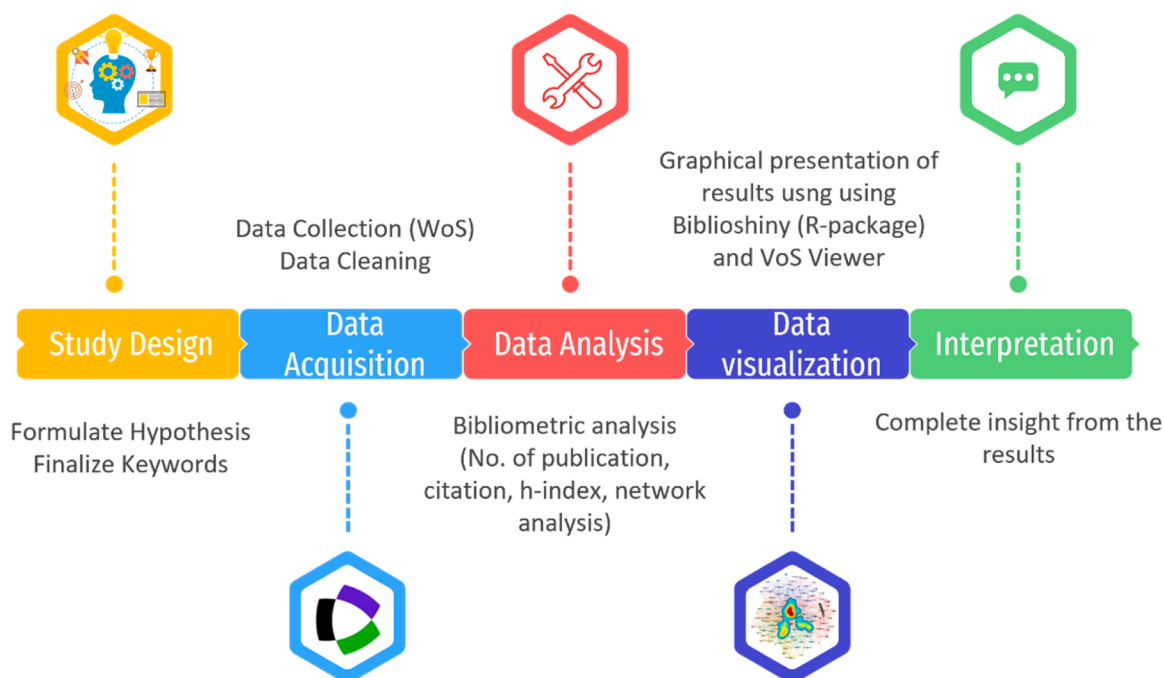 Graphical presentation of
results usng using
Biblioshiny (R-package)
and VoS Viewer
Data Collection (WoS)
Data Cleaning
Study Design
Data
Acquisition
Data Analysis
Data
visualization
Interpretation
Formulate Hypothesis
Finalize Keywords
Bibliometric analysis
(No. of publication,
citation, h-index, network
analysis)
Complete insight from the
results